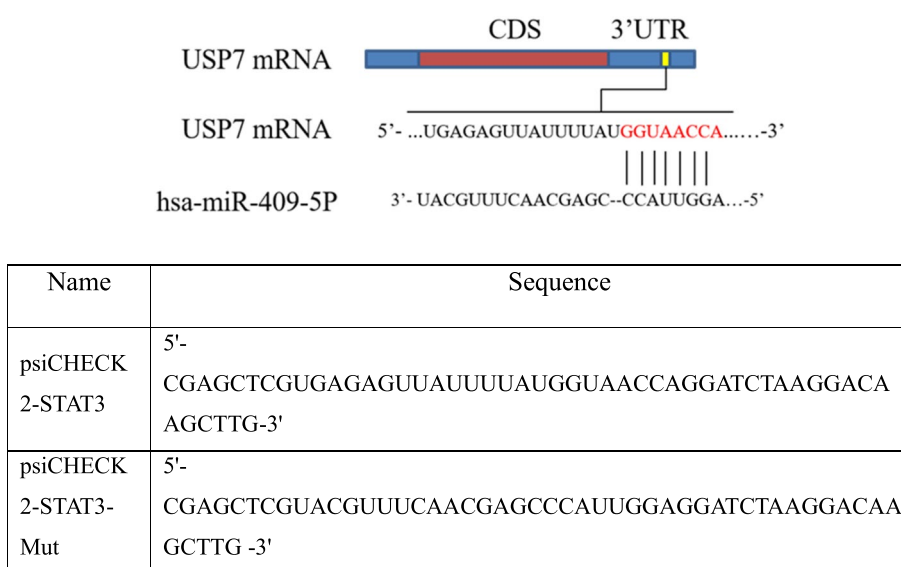 CDS 3’UTR
USP7 mRNA
USP7 mRNA 5’- ...UGAGAGUUAUUUUAUGGUAACCA...…-3’
hsa-miR-409-5P 3’- UACGUUUCAACGAGC--CCAUUGGA…-5’
Name Sequence
psiCHECK
2-STAT3
5'-
CGAGCTCGUGAGAGUUAUUUUAUGGUAACCAGGATCTAAGGACA
AGCTTG-3'
psiCHECK
2-STAT3-
Mut
5'-
CGAGCTCGUACGUUUCAACGAGCCCAUUGGAGGATCTAAGGACAA
GCTTG -3'